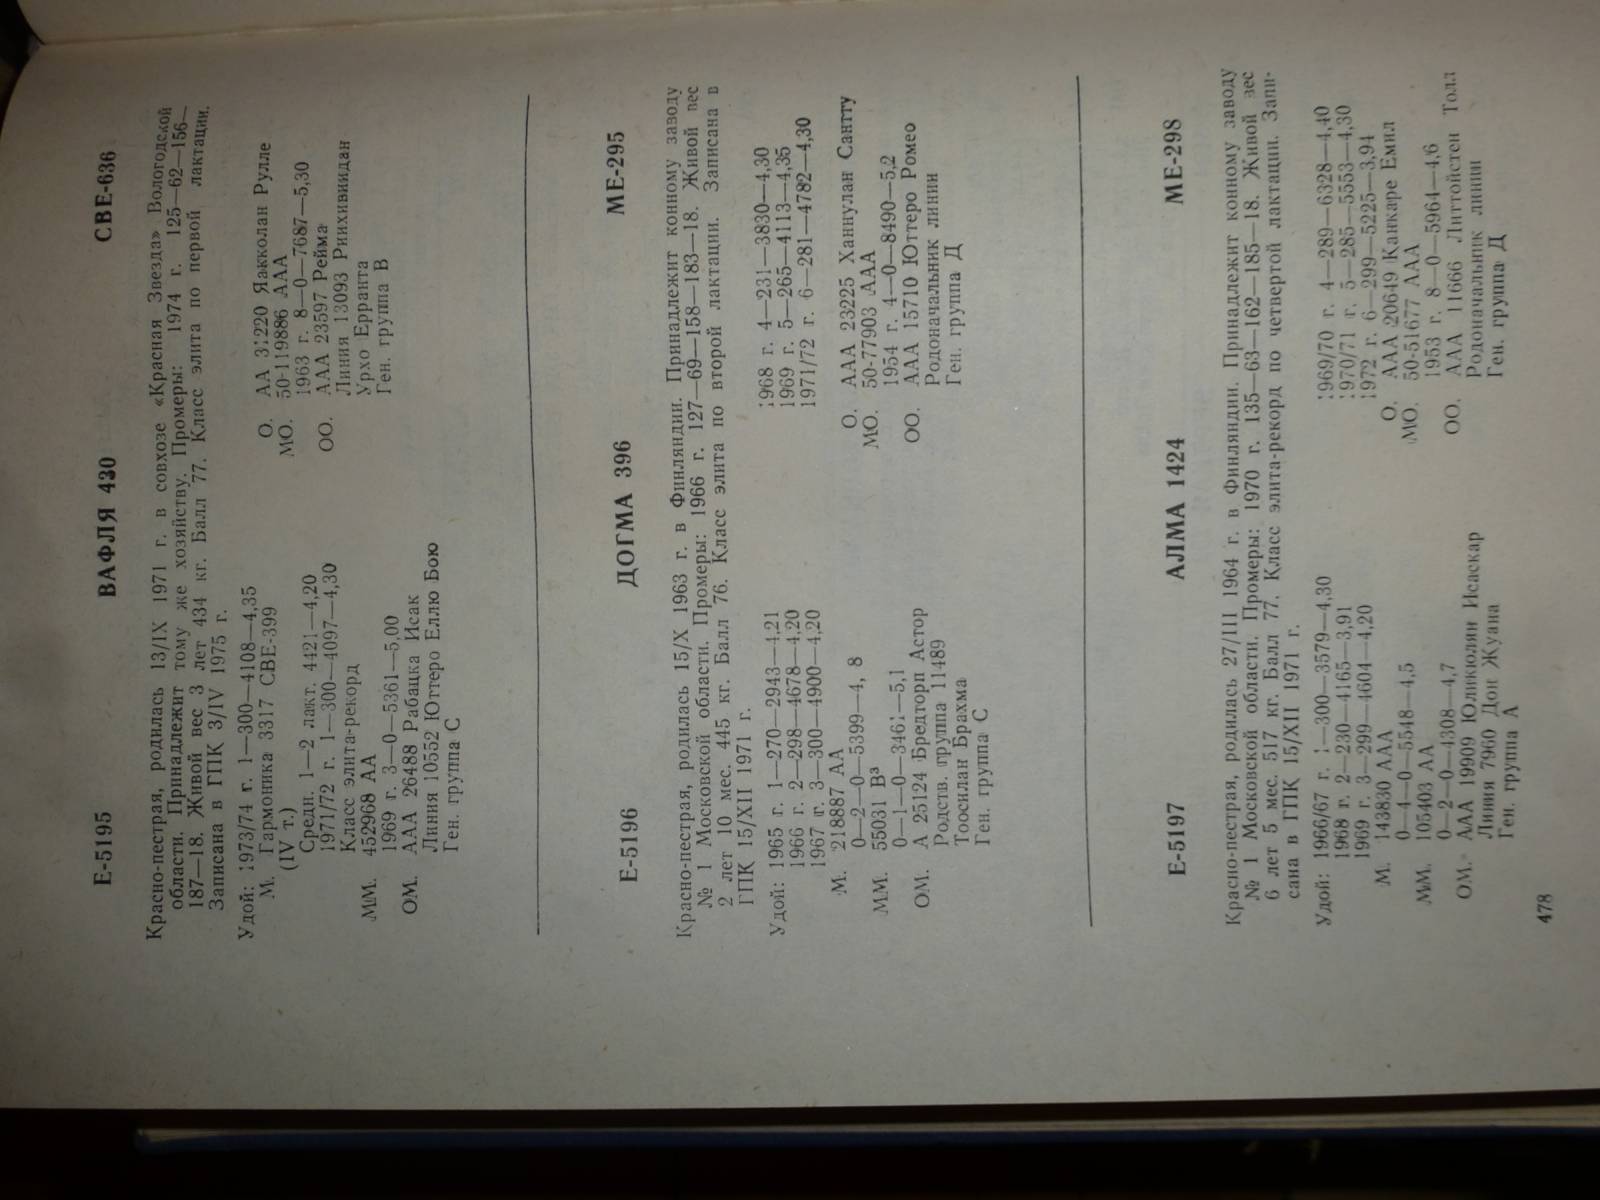 Е-5195 ВАФЛЯ 430 СВЕ-636
Красно-пестрая, родилась 13/IX 1971 г. в совхозе «Красная Звезда» Вологодской
области. Принадлежит тому же хозяйству. Промеры: 1974 г. 125—62—156—
187—18. Живой вес 3 лет 434 кг. Балл 77. Класс элита по первой лактации.
Записана в ГПК 3/IV 1975 г.
Удой: 1973/74 г. 1—300—4108—4,35
М. Гармоника 3317 СВЕ-399
(IV т.)
Средн. 1—2 лакт. 4421—4,20
1971/72 г. 1—300—4097—4,30
Класс элита-рекорд
ММ. 452968 АА
1969 г. 3—0—5361—5,00
ОМ. ААА 26488 Рабацка Исак
Линия 10552 Юттеро Еллю Бою
Ген. группа С
О. АА 31220 Яакколан Рулле
МО. 50-119886 ААА
1963 г. 8—0—7687—5,30
ОО. ААА 23597 Рейма
Линия 13093 Риихивиидан
Урхо Ерранта
Ген. группа В
Е-5196 ДОГМА 396 МЕ-295
Красно-пестрая, родилась 15/X 1963 г. в Финляндии. Принадлежит конному заводу
№ 1 Московской области. Промеры: 1966 г. 127—69—158—183—18. Живой вес
2 лет 10 мес. 445 кг. Балл 76. Класс элита по второй лактации. Записана в
ГПК 15/XII 1971 г.
Удой: 1965 г. 1—270—2943—4,21
1966 г. 2—298—4678—4,20
1967 г. 3—300—4900—4,20
М. 218887 АА
0—2—0—5399—4, 8
ММ. 55031 Ва
0—1—0—3461—5,1
ОМ. А 25124 Бредторп Астор
Родств. группа 11489
Тоосилан Брахма
Ген. группа С
1968 г. 4—231—3830—4,30
1969 г. 5—265—4113—4,35
1971/72 г. 6—281—4782—4,30
О. ААА 23225 Ханнулан Сантту
МО. 50-77903 ААА
1954 г. 4—0—8490—5,2
ОО. ААА 15710 Юттеро Ромео
Родоначальник линии
Ген. группа Д
Е-5197 АЛМА 1424 МЕ-298
Красно-пестрая, родилась 27/III 1964 г. в Финляндии. Принадлежит конному заводу
№ 1 Московской области. Промеры: 1970 г. 135—63—162—185—18. Живой вес
6 лет 5 мес. 517 кг. Балл 77. Класс элита-рекорд по четвертой лактации. Запи-
сана в ГПК 15/XII 1971 г.
Удой: 1966/67 г. 1—300—3579—4,30
1968 г. 2—230—4165—3,91
1969 г. 3—299—4604—4,20
М. 143830 ААА
0—4—0—5548—4,5
ММ. 105403 АА
0—2—0—4308—4,7
ОМ. ААА 19909 Юликюлян Исаскар
Линия 7960 Дон Жуана
Ген. группа А
1969/70 г. 4—289—6328—4,40
1970/71 г. 5—285—5553—4,30
1972 г. 6—299—5225—3,94
О. ААА 20649 Канкаре Емил
МО. 50-51677 ААА
1953 г. 8—0—5964—4,6
ОО. ААА 11666 Литтойстен Толл
Родоначальник линии
Ген. группа Д
478